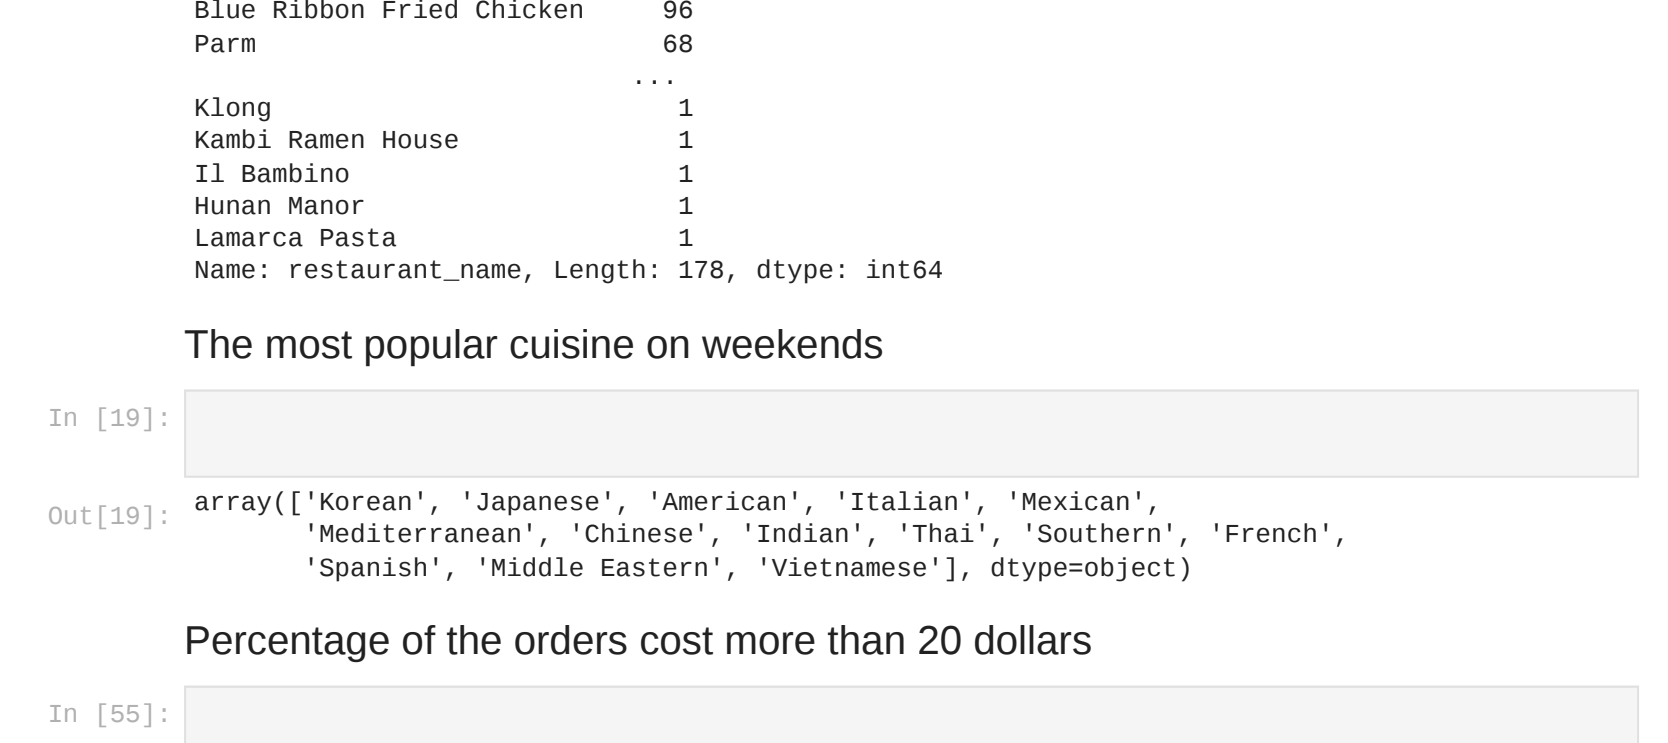 Blue Ribbon Fried Chicken     96
Parm                          68
                            ...
Klong                          1
Kambi Ramen House              1
Il Bambino                     1
Hunan Manor                    1
Lamarca Pasta                  1
Name: restaurant_name, Length: 178, dtype: int64
The most popular cuisine on weekends
In [19]:
Out[19]: array(['Korean', 'Japanese', 'American', 'Italian', 'Mexican',
       'Mediterranean', 'Chinese', 'Indian', 'Thai', 'Southern', 'French',
       'Spanish', 'Middle Eastern', 'Vietnamese'], dtype=object)
Percentage of the orders cost more than 20 dollars
In [55]: